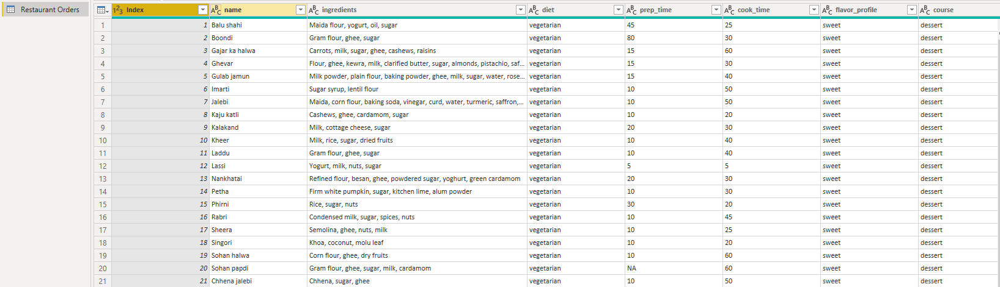 Restaurant Orders
1 2 3 Index A B C name A B C ingredients A B C diet A B C prep_time A B C cook_time A B C flavor_profile A B C course
1 1 Balu shahi Maida flour, yogurt, oil, sugar vegetarian 45 25 sweet dessert
2 2 Boondi Gram flour, ghee, sugar vegetarian 80 30 sweet dessert
3 3 Gajar ka halwa Carrots, milk, sugar, ghee, cashews, raisins vegetarian 15 60 sweet dessert
4 4 Ghevar Flour, ghee, kewra, milk, clarified butter, sugar, almonds, pistachio, saf... vegetarian 15 30 sweet dessert
5 5 Gulab jamun Milk powder, plain flour, baking powder, ghee, milk, sugar, water, rose... vegetarian 15 40 sweet dessert
6 6 Imarti Sugar syrup, lentil flour vegetarian 10 50 sweet dessert
7 7 Jalebi Maida, corn flour, baking soda, vinegar, curd, water, turmeric, saffron,... vegetarian 10 50 sweet dessert
8 8 Kaju katli Cashews, ghee, cardamom, sugar vegetarian 10 20 sweet dessert
9 9 Kalakand Milk, cottage cheese, sugar vegetarian 20 30 sweet dessert
10 10 Kheer Milk, rice, sugar, dried fruits vegetarian 10 40 sweet dessert
11 11 Laddu Gram flour, ghee, sugar vegetarian 10 40 sweet dessert
12 12 Lassi Yogurt, milk, nuts, sugar vegetarian 5 5 sweet dessert
13 13 Nankhatai Refined flour, besan, ghee, powdered sugar, yoghurt, green cardamom vegetarian 20 30 sweet dessert
14 14 Petha Firm white pumpkin, sugar, kitchen lime, alum powder vegetarian 10 30 sweet dessert
15 15 Phirni Rice, sugar, nuts vegetarian 30 20 sweet dessert
16 16 Rabri Condensed milk, sugar, spices, nuts vegetarian 10 45 sweet dessert
17 17 Sheera Semolina, ghee, nuts, milk vegetarian 10 25 sweet dessert
18 18 Singori Khoa, coconut, molu leaf vegetarian 10 20 sweet dessert
19 19 Sohan halwa Corn flour, ghee, dry fruits vegetarian 10 60 sweet dessert
20 20 Sohan papdi Gram flour, ghee, sugar, milk, cardamom vegetarian NA 60 sweet dessert
21 21 Chhena jalebi Chhena, sugar, ghee vegetarian 10 50 sweet dessert